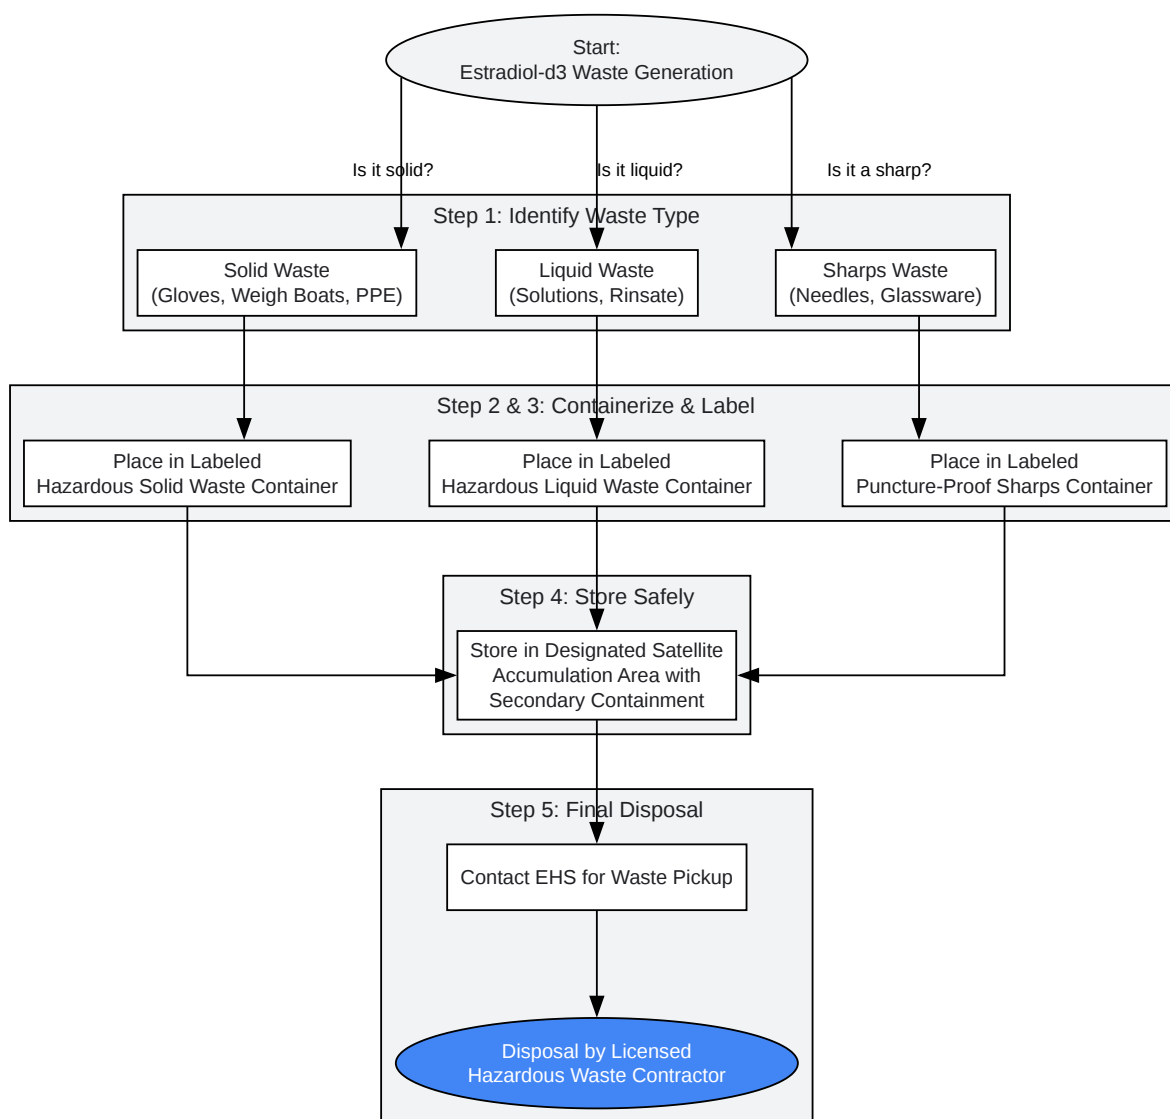 Start:
Estradiol-d3 Waste Generation
Is it solid?
Is it liquid?
Is it a sharp?
Step 1: Identify Waste Type
Solid Waste
(Gloves, Weigh Boats, PPE)
Liquid Waste
(Solutions, Rinsate)
Sharps Waste
(Needles, Glassware)
Step 2 & 3: Containerize & Label
Place in Labeled
Hazardous Solid Waste Container
Place in Labeled
Hazardous Liquid Waste Container
Place in Labeled
Puncture-Proof Sharps Container
Step 4: Store Safely
Store in Designated Satellite
Accumulation Area with
Secondary Containment
Step 5: Final Disposal
Contact EHS for Waste Pickup
Disposal by Licensed
Hazardous Waste Contractor